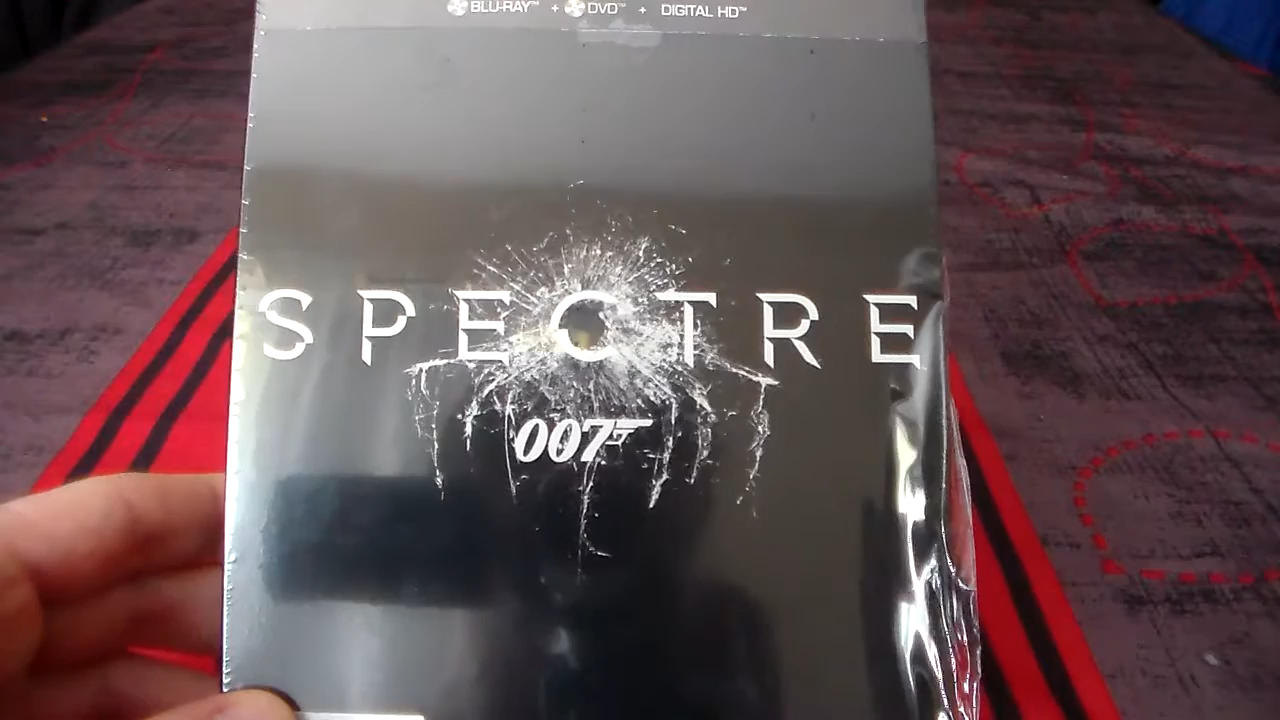 BLU-RAY™ + DVD™ + DIGITAL HD™
SPECTRE
007